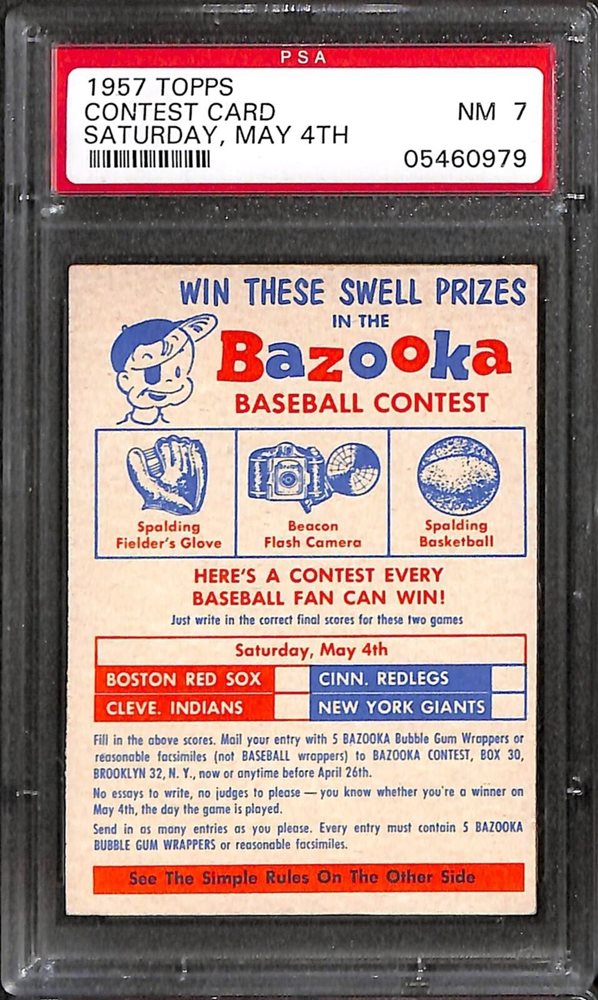 PSA
1957 TOPPS
CONTEST CARD NM 7
SATURDAY, MAY 4TH
05460979
WIN THESE SWELL PRIZES
IN THE
Bazooka
BASEBALL CONTEST
Spalding Fielder's Glove
Beacon Flash Camera
Spalding Basketball
HERE'S A CONTEST EVERY
BASEBALL FAN CAN WIN!
Just write in the correct final scores for these two games
Saturday, May 4th
BOSTON RED SOX CINN. REDLEGS
CLEVE. INDIANS NEW YORK GIANTS
Fill in the above scores. Mail your entry with 5 BAZOOKA Bubble Gum Wrappers or
reasonable facsimiles (not BASEBALL wrappers) to BAZOOKA CONTEST, BOX 30,
BROOKLYN 32, N. Y., now or anytime before April 26th.
No essays to write, no judges to please — you know whether you're a winner on
May 4th, the day the game is played.
Send in as many entries as you please. Every entry must contain 5 BAZOOKA
BUBBLE GUM WRAPPERS or reasonable facsimiles.
See The Simple Rules On The Other Side